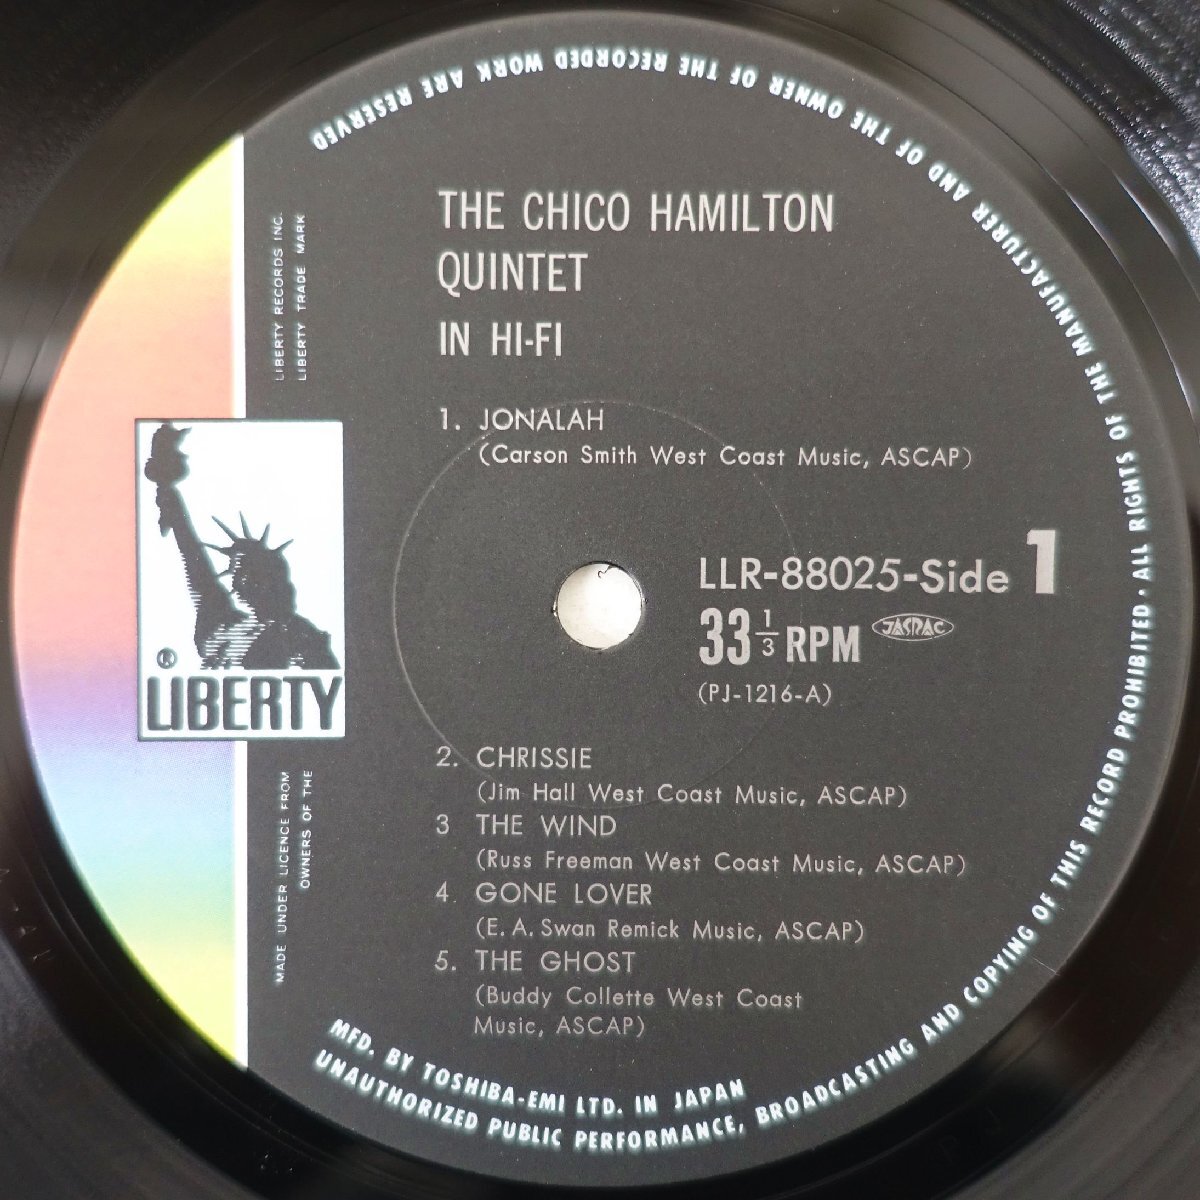 THE CHICO HAMILTON
QUINTET
IN HI-FI
1. JONALAH
(Carson Smith West Coast Music, ASCAP)
LLR-88025-Side 1
33 1/3 RPM JASRAC
(PJ-1216-A)
2. CHRISSIE
(Jim Hall West Coast Music, ASCAP)
3 THE WIND
(Russ Freeman West Coast Music, ASCAP)
4. GONE LOVER
(E. A. Swan Remick Music, ASCAP)
5. THE GHOST
(Buddy Collette West Coast
Music, ASCAP)
LIBERTY RECORDS INC.
LIBERTY TRADE MARK
®
LIBERTY
MADE UNDER LICENCE FROM
OWNERS OF THE
MFD. BY TOSHIBA-EMI LTD. IN JAPAN
UNAUTHORIZED PUBLIC PERFORMANCE, BROADCASTING AND COPYING OF THIS RECORD PROHIBITED · ALL RIGHTS OF THE MANUFACTURER AND OF THE OWNER OF THE RECORDED WORK ARE RESERVED